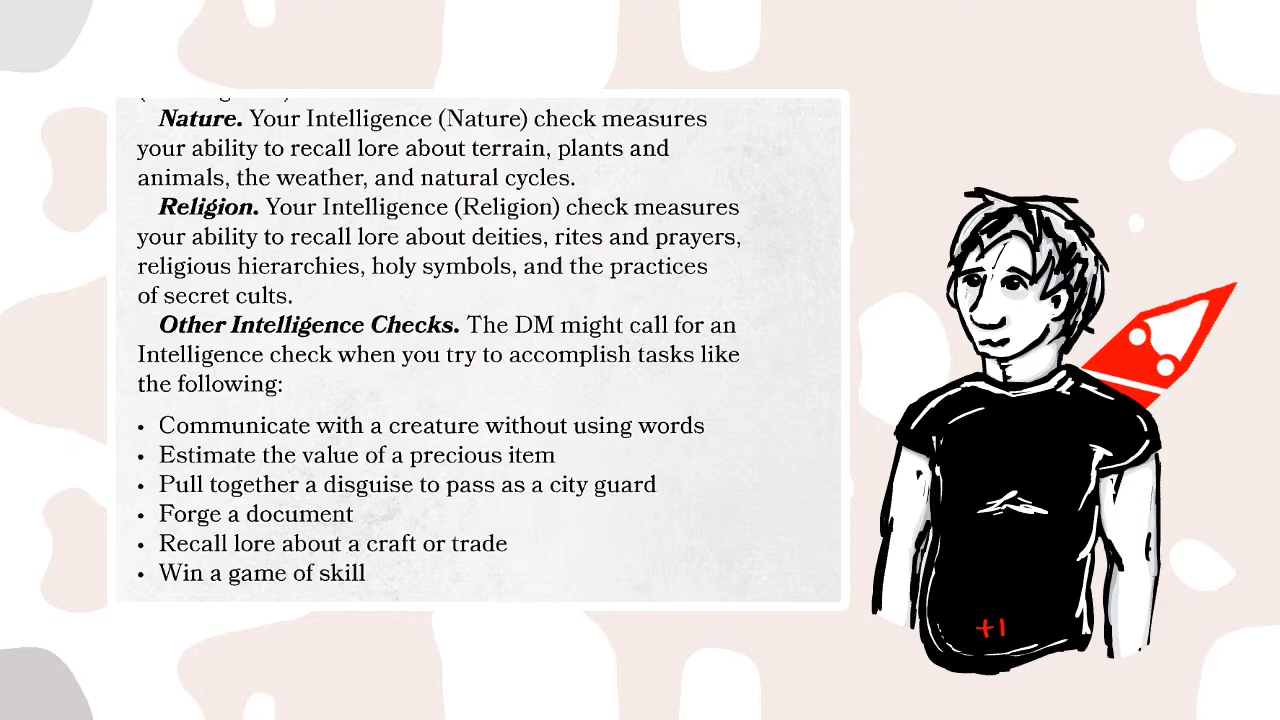 Nature. Your Intelligence (Nature) check measures
your ability to recall lore about terrain, plants and
animals, the weather, and natural cycles.
Religion. Your Intelligence (Religion) check measures
your ability to recall lore about deities, rites and prayers,
religious hierarchies, holy symbols, and the practices
of secret cults.
Other Intelligence Checks. The DM might call for an
Intelligence check when you try to accomplish tasks like
the following:
• Communicate with a creature without using words
• Estimate the value of a precious item
• Pull together a disguise to pass as a city guard
• Forge a document
• Recall lore about a craft or trade
• Win a game of skill
+1